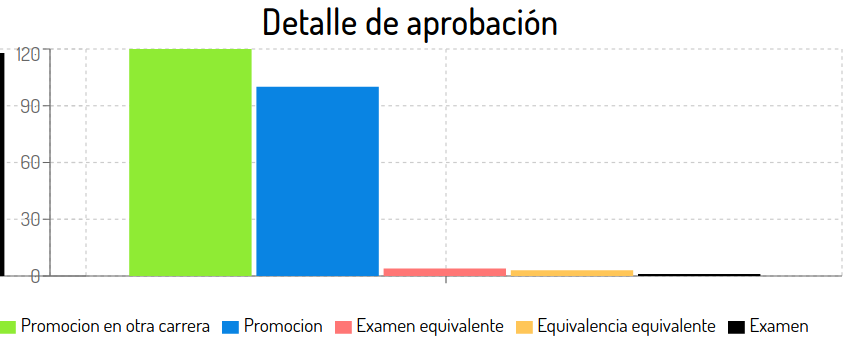 Detalle de aprobación
120
90
60
30
0
Promocion en otra carrera Promocion Examen equivalente Equivalencia equivalente Examen